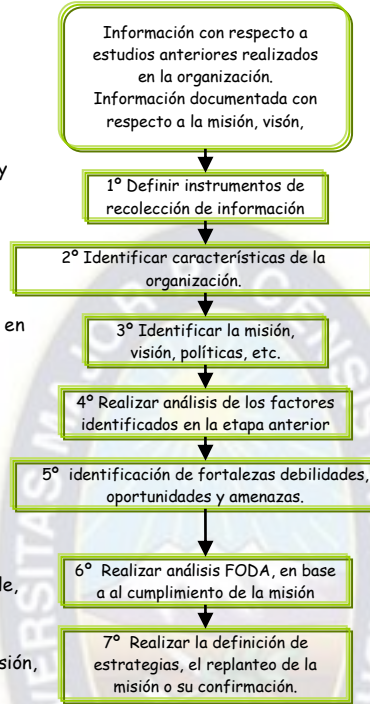 Información con respecto a
estudios anteriores realizados
en la organización.
Información documentada con
respecto a la misión, visón,
y
1º Definir instrumentos de
recolección de información
2º Identificar características de la
organización.
en
3º Identificar la misión,
visión, políticas, etc.
4º Realizar análisis de los factores
identificados en la etapa anterior
5º identificación de fortalezas debilidades,
oportunidades y amenazas.
6º Realizar análisis FODA, en base
a al cumplimiento de la misión
7º Realizar la definición de
estrategias, el replanteo de la
misión o su confirmación.